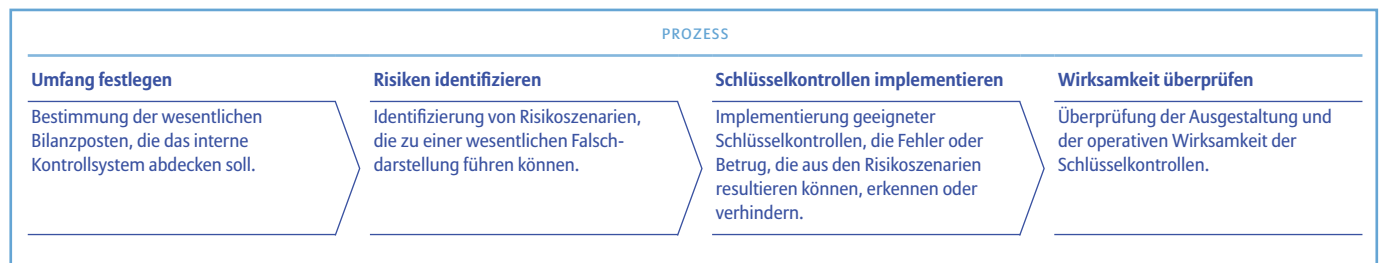 PROZESS
Umfang festlegen
Bestimmung der wesentlichen
Bilanzposten, die das interne
Kontrollsystem abdecken soll.
Risiken identifizieren
Identifizierung von Risikoszenarien,
die zu einer wesentlichen Falsch-
darstellung führen können.
Schlüsselkontrollen implementieren
Implementierung geeigneter
Schlüsselkontrollen, die Fehler oder
Betrug, die aus den Risikoszenarien
resultieren können, erkennen oder
verhindern.
Wirksamkeit überprüfen
Überprüfung der Ausgestaltung und
der operativen Wirksamkeit der
Schlüsselkontrollen.